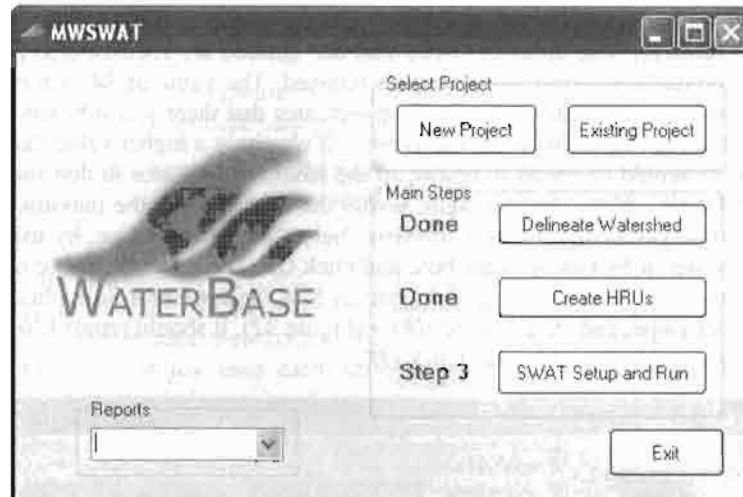 MWSWAT
Select Project
New Project
Existing Project
Main Steps
Done
Delineate Watershed
Done
Create HRUs
Step 3
SWAT Setup and Run
WATERBASE
Reports
Exit